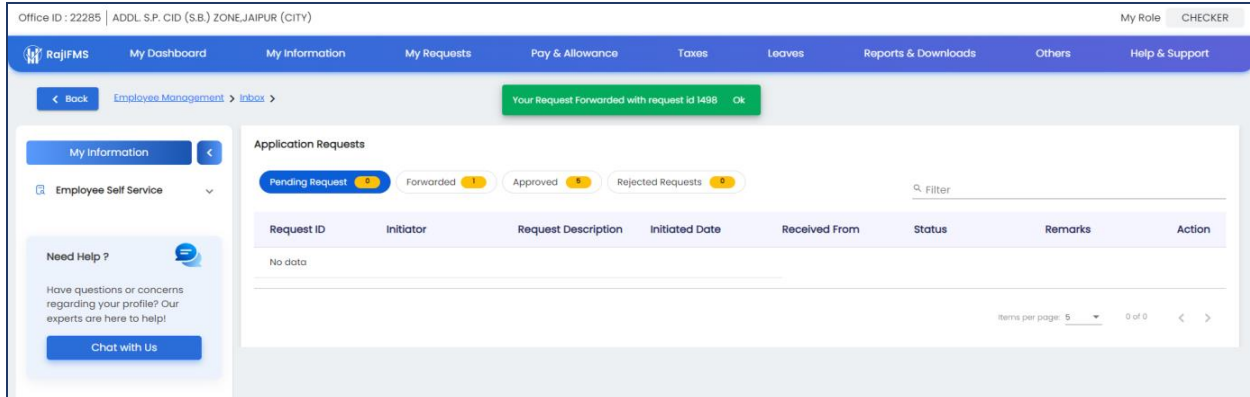 Office ID : 22285 | ADDL. S.P. CID (S.B.) ZONE,JAIPUR (CITY) My Role CHECKER
RajIFMS My Dashboard My Information My Requests Pay & Allowance Taxes Leaves Reports & Downloads Others Help & Support
Back Employee Management > Inbox > Your Request Forwarded with request id 1498 Ok
My Information
Employee Self Service
Need Help ?
Have questions or concerns
regarding your profile? Our
experts are here to help!
Chat with Us
Application Requests
Pending Request 0 Forwarded 1 Approved 5 Rejected Requests 0 Filter
Request ID Initiator Request Description Initiated Date Received From Status Remarks Action
No data
Items per page: 5 0 of 0